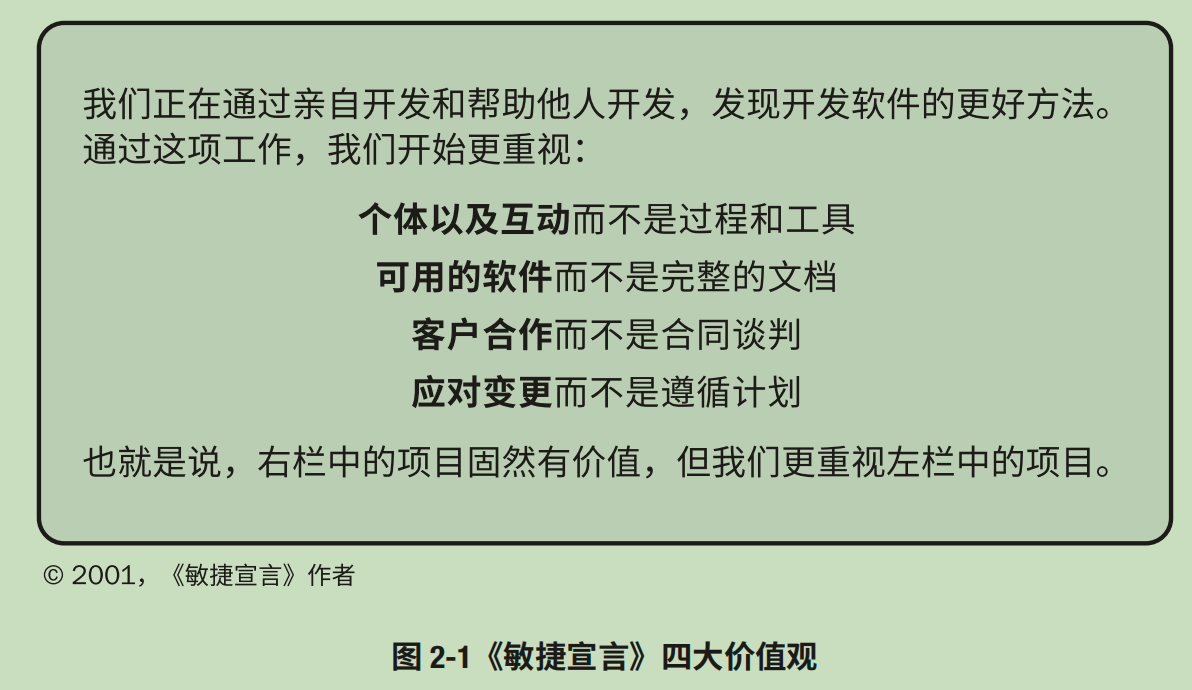 我们正在通过亲自开发和帮助他人开发，发现开发软件的更好方法。
通过这项工作，我们开始更重视：
个体以及互动而不是过程和工具
可用的软件而不是完整的文档
客户合作而不是合同谈判
应对变更而不是遵循计划
也就是说，右栏中的项目固然有价值，但我们更重视左栏中的项目。
© 2001，《敏捷宣言》作者
图 2-1《敏捷宣言》四大价值观